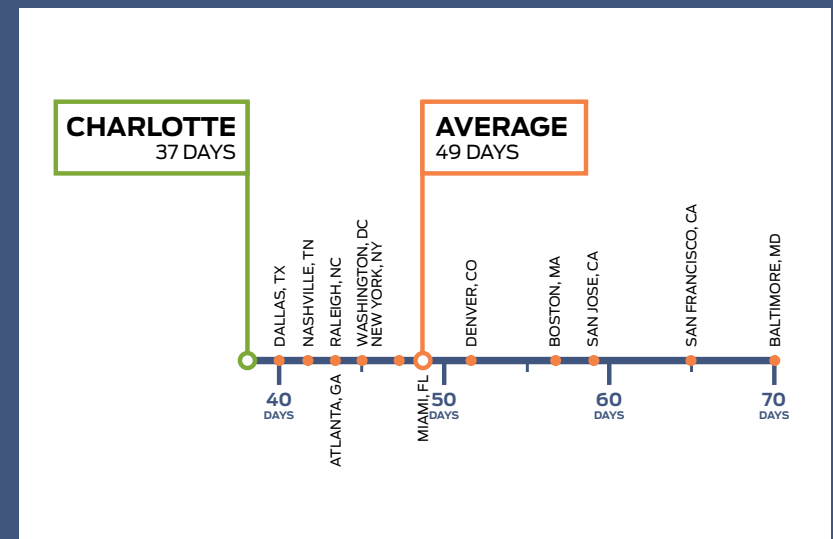 CHARLOTTE
37 DAYS
AVERAGE
49 DAYS
DALLAS, TX
NASHVILLE, TN
RALEIGH, NC
WASHINGTON, DC
NEW YORK, NY
DENVER, CO
BOSTON, MA
SAN JOSE, CA
SAN FRANCISCO, CA
BALTIMORE, MD
ATLANTA, GA
MIAMI, FL
40
DAYS
50
DAYS
60
DAYS
70
DAYS